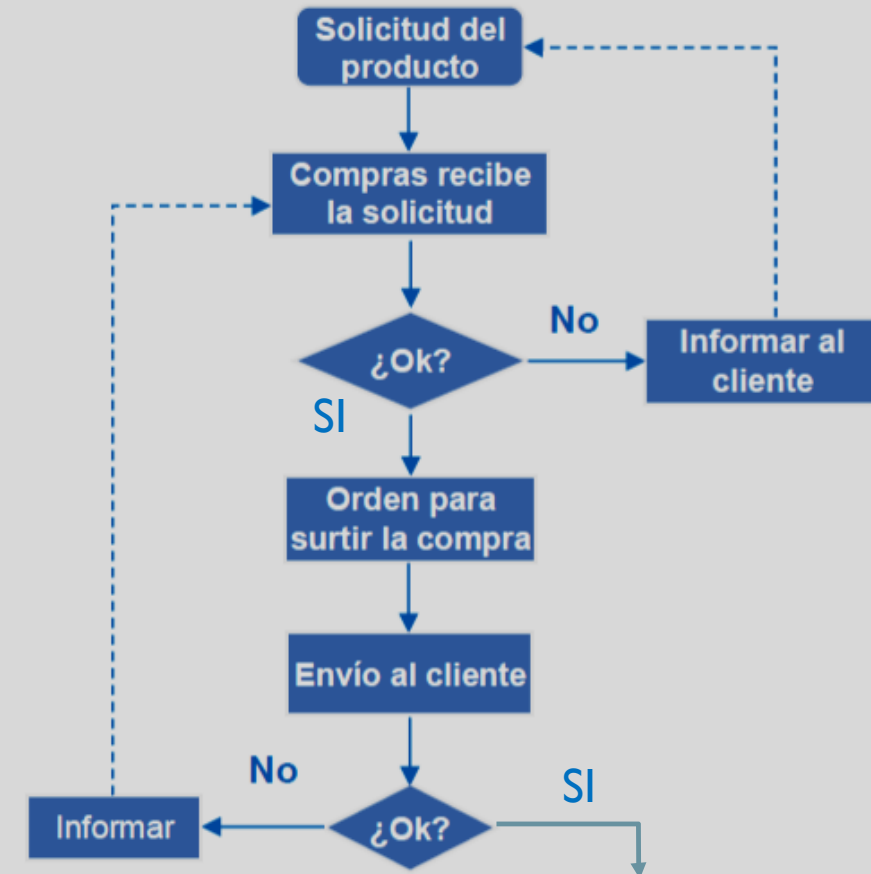 Solicitud del
producto
Compras recibe
la solicitud
¿Ok?
No
Informar al
cliente
SI
Orden para
surtir la compra
Envío al cliente
No
SI
Informar
¿Ok?